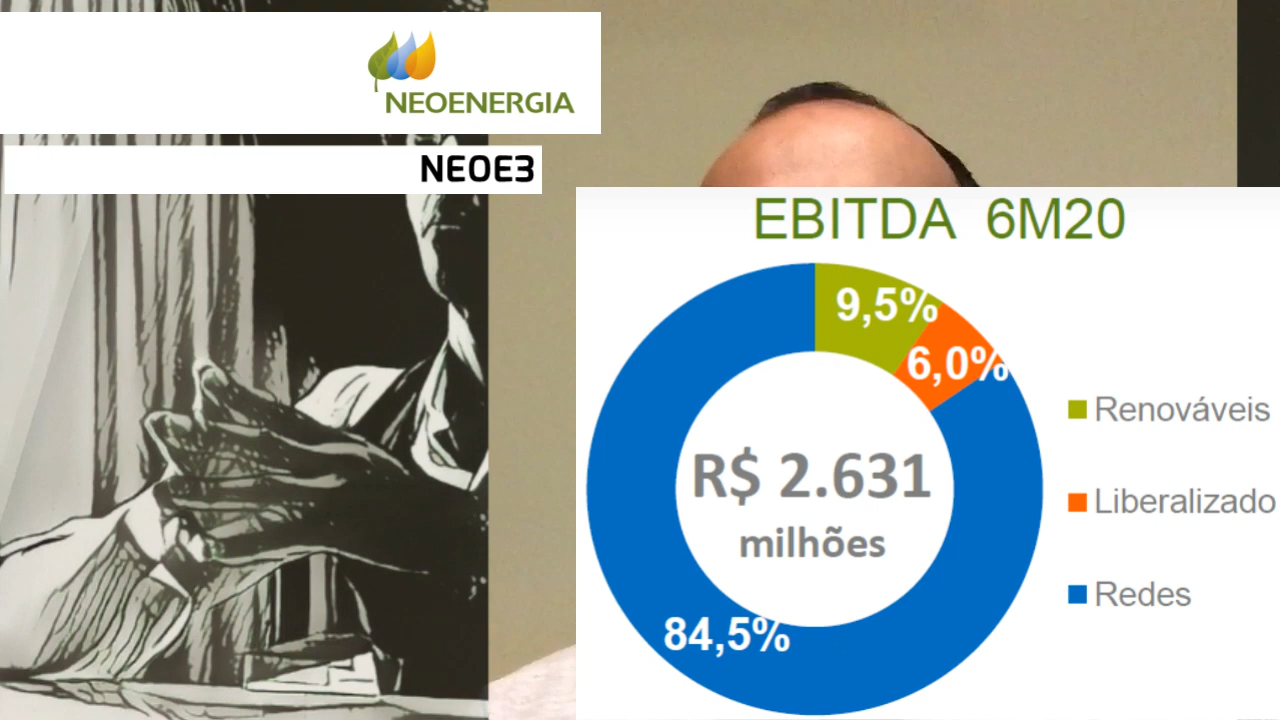 NEOENERGIA
NEOE3
EBITDA 6M20
9,5%
6,0%
R$ 2.631
milhões
84,5%
Renováveis
Liberalizado
Redes